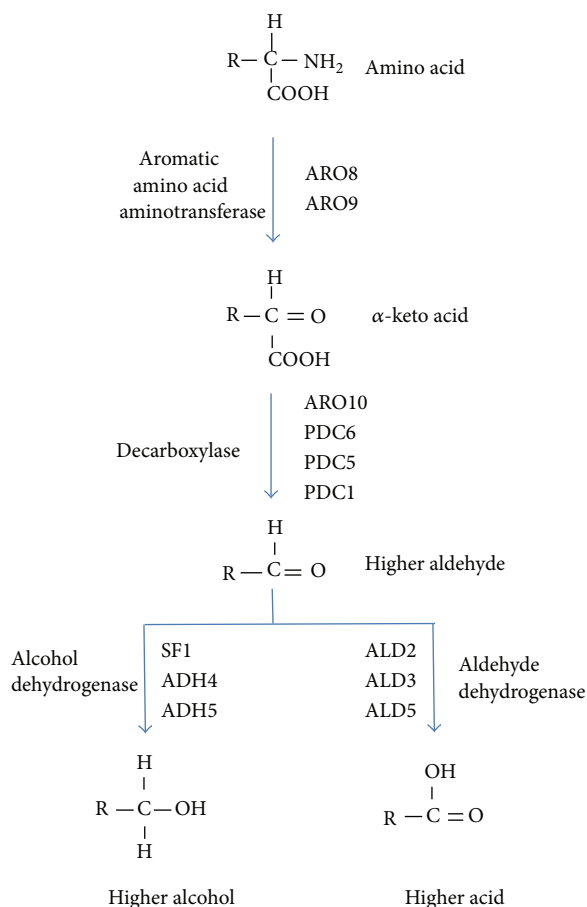 H
R — C — NH₂
COOH
Amino acid
Aromatic
amino acid
aminotransferase
ARO8
ARO9
H
R — C = O
COOH
α-keto acid
Decarboxylase
ARO10
PDC6
PDC5
PDC1
H
R — C = O
Higher aldehyde
Alcohol
dehydrogenase
SF1
ADH4
ADH5
ALD2
ALD3
ALD5
Aldehyde
dehydrogenase
H
R — C — OH
H
Higher alcohol
OH
R — C = O
Higher acid